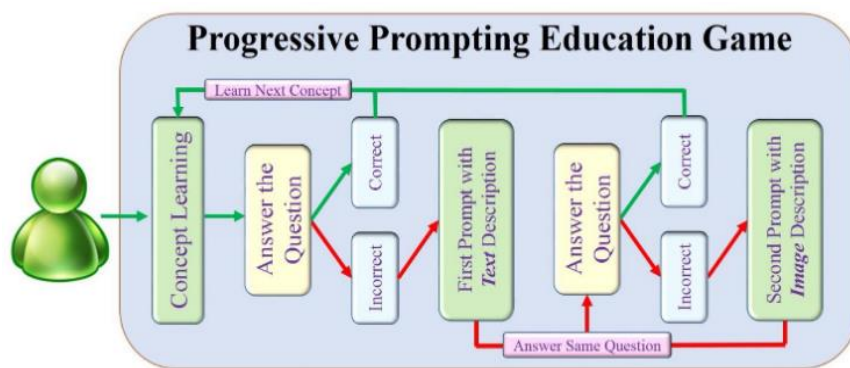 Progressive Prompting Education Game
Learn Next Concept
Concept Learning
Answer the
Question
Correct
Incorrect
First Prompt with
Text Description
Answer the
Question
Correct
Incorrect
Second Prompt with
Image Description
Answer Same Question